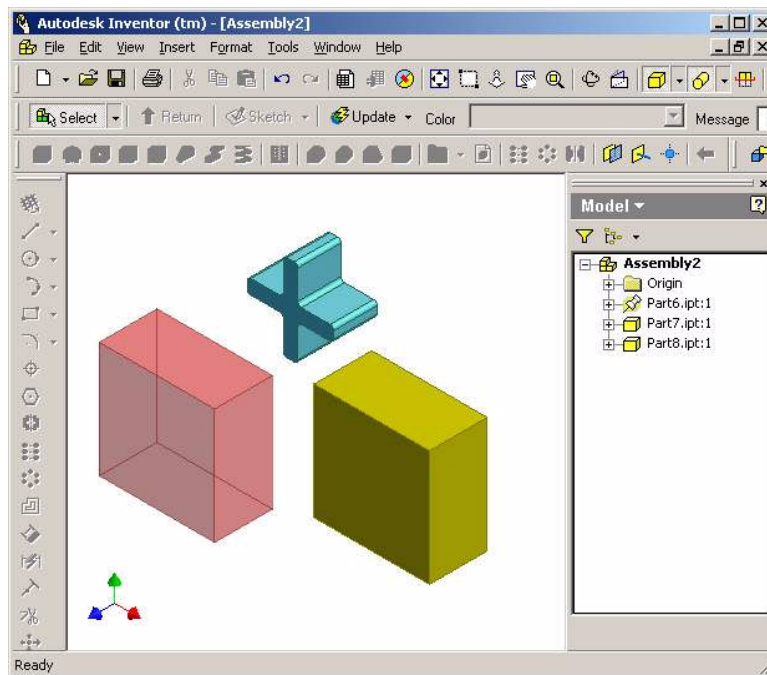 Autodesk Inventor (tm) - [Assembly2]
File Edit View Insert Format Tools Window Help
Select Return Sketch Update Color Message
Model
Assembly2
Origin
Part6.ipt:1
Part7.ipt:1
Part8.ipt:1
Ready